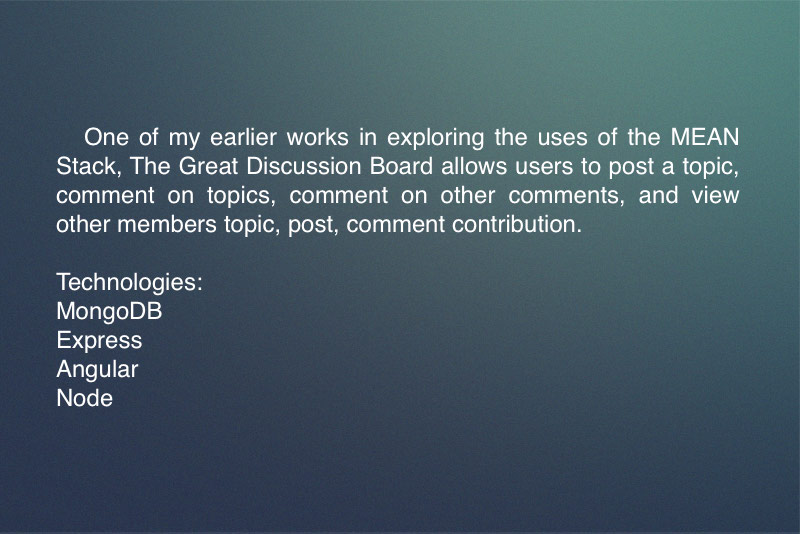 One of my earlier works in exploring the uses of the MEAN
Stack, The Great Discussion Board allows users to post a topic,
comment on topics, comment on other comments, and view
other members topic, post, comment contribution.
Technologies:
MongoDB
Express
Angular
Node